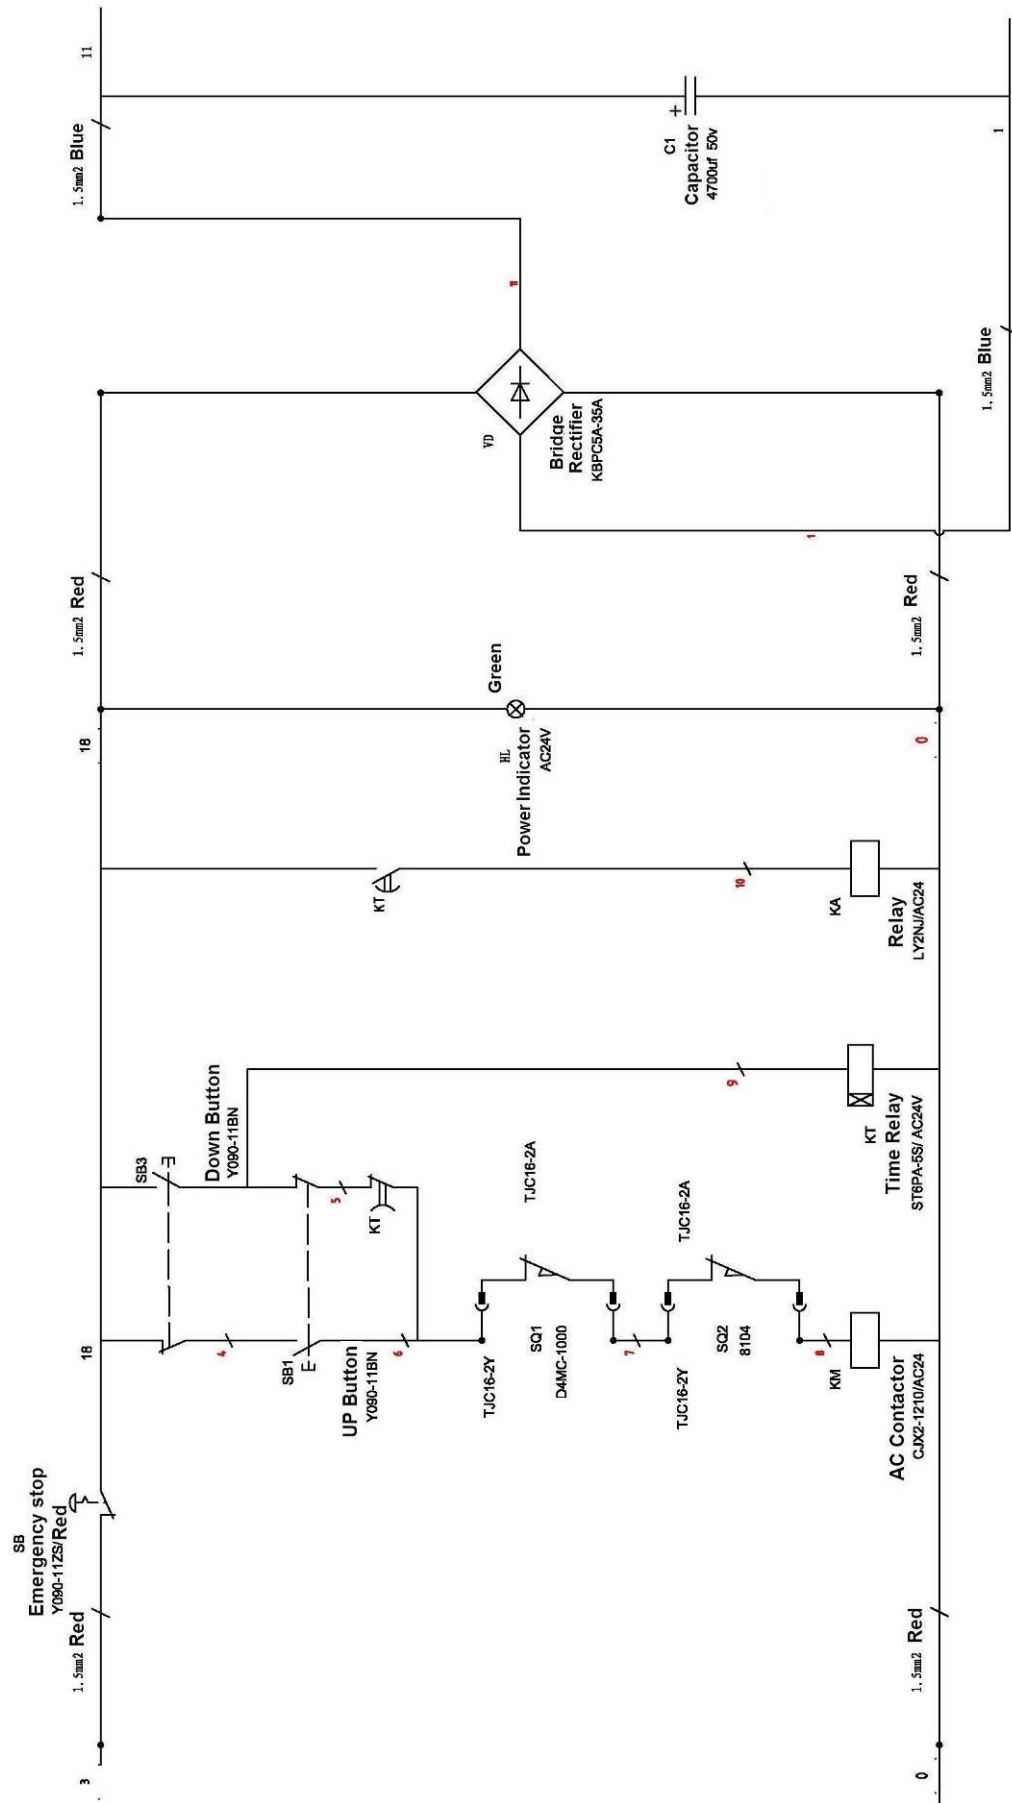 3
1.5mm2 Red
SB
Emergency stop
Y090-11ZS/Red
18
SB3
Down Button
Y090-11BN
4
SB1
UP Button
Y090-11BN
5
KT
6
TJC16-2Y
SQ1
D4MC-1000
TJC16-2A
7
TJC16-2Y
SQ2
8104
TJC16-2A
8
KM
AC Contactor
CJX2-1210/AC24
0
1.5mm2 Red
9
KT
Time Relay
ST6PA-5S/ AC24V
KT
10
KA
Relay
LY2NJ/AC24
18
HL
Power Indicator
AC24V
Green
0
1.5mm2 Red
1.5mm2 Red
VD
Bridge
Rectifier
KBPC5A-35A
1
1.5mm2 Blue
11
1.5mm2 Blue
C1
+
Capacitor
4700uf 50v
1